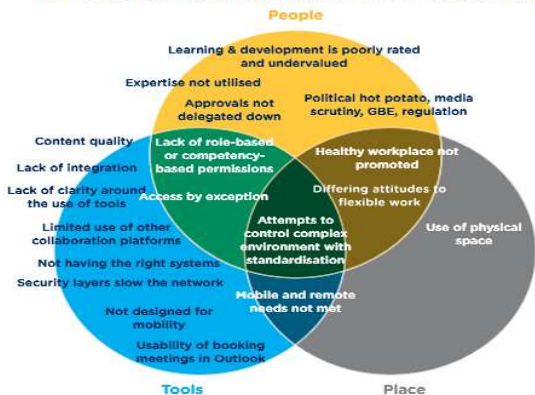 People
Learning & development is poorly rated
and undervalued
Expertise not utilised
Approvals not
delegated down
Political hot potato, media
scrutiny, GBE, regulation
Content quality
Lack of role-based
or competency-
based permissions
Healthy workplace not
promoted
Lack of integration
Lack of clarity around
the use of tools
Access by exception
Differing attitudes to
flexible work
Limited use of other
collaboration platforms
Attempts to
control complex
environment with
standardisation
Use of physical
space
Not having the right systems
Security layers slow the network
Mobile and remote
needs not met
Not designed for
mobility
Usability of booking
meetings in Outlook
Tools
Place